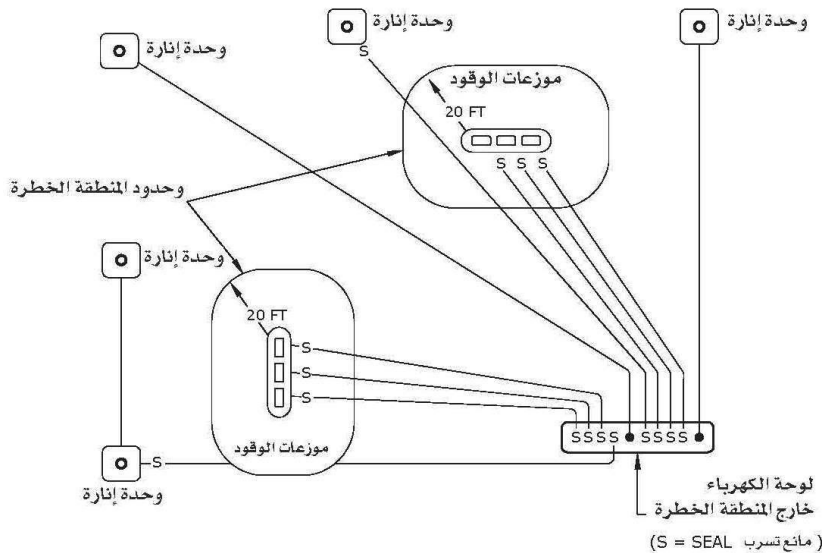 وحدة إنارة
وحدة إنارة
وحدة إنارة
S
موزعات الوقود
20 FT
S S S
وحدود المنطقة الخطرة
وحدة إنارة
20 FT
S
S
S
موزعات الوقود
S S S S S S S S
S
وحدة إنارة
لوحة الكهرباء
خارج المنطقة الخطرة
(S = SEAL مانع تسرب)